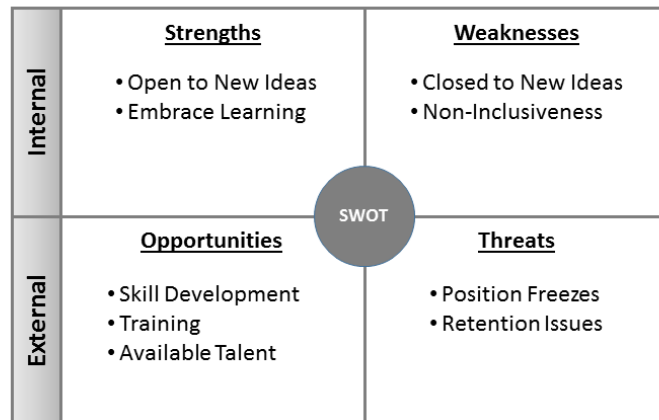 Internal
Strengths
• Open to New Ideas
• Embrace Learning
Weaknesses
• Closed to New Ideas
• Non-Inclusiveness
SWOT
External
Opportunities
• Skill Development
• Training
• Available Talent
Threats
• Position Freezes
• Retention Issues